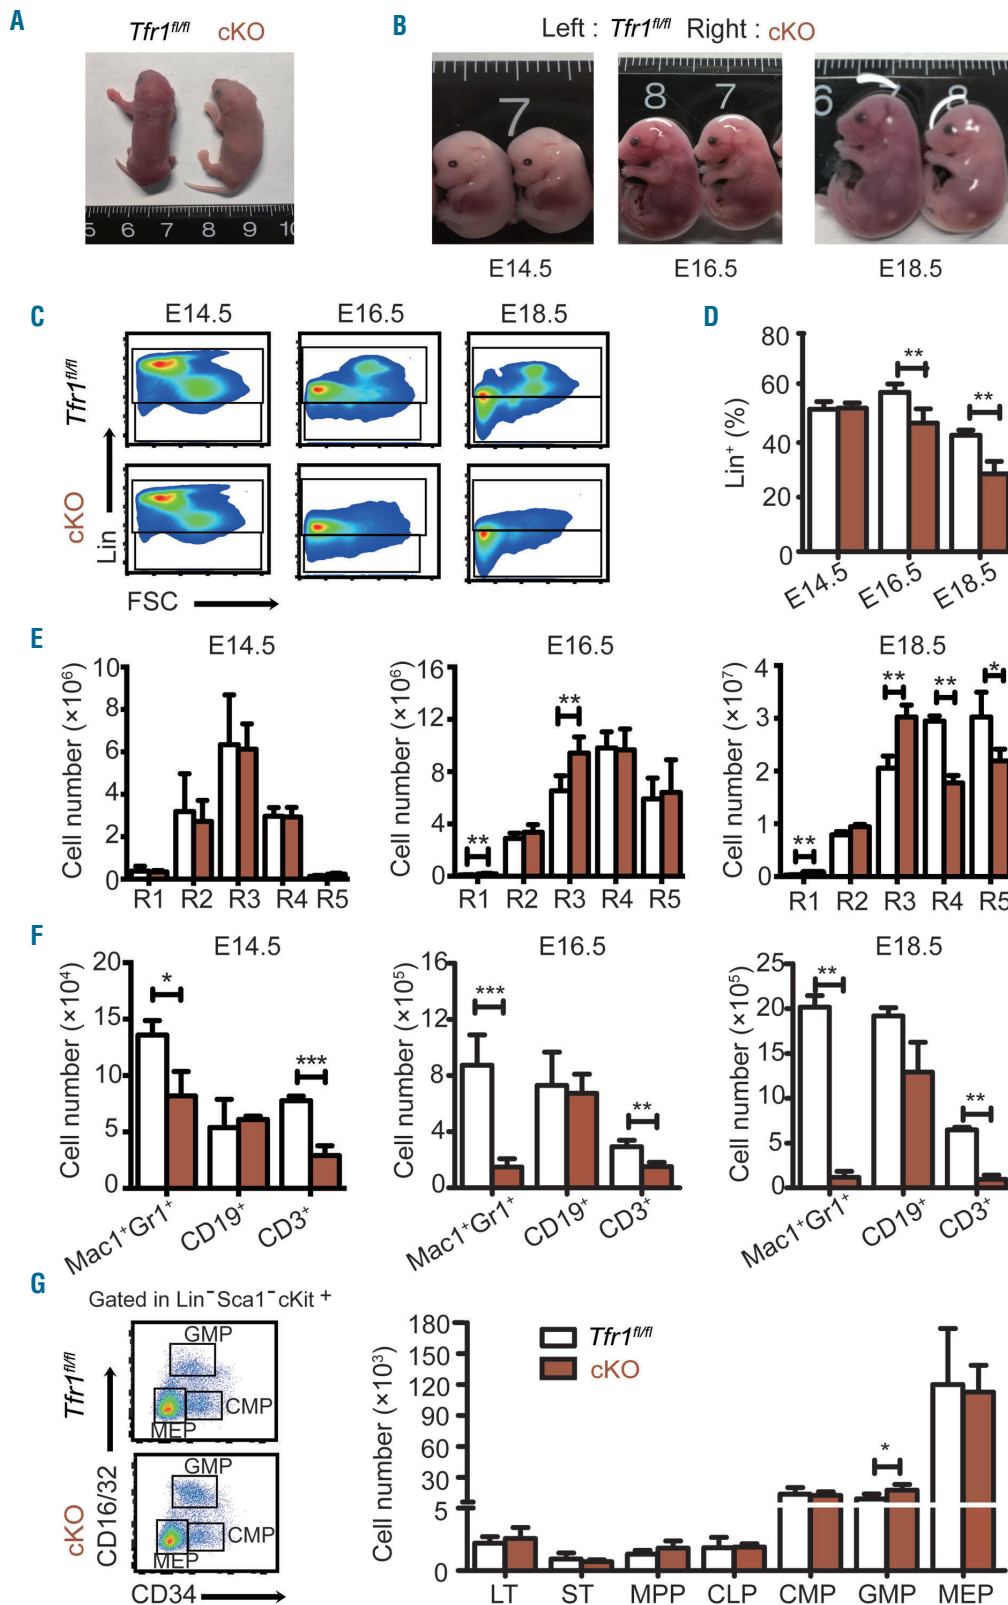 A
Tfr1fl/fl cKO
5 6 7 8 9 10
B
Left : Tfr1fl/fl Right : cKO
7
8 7
6 7 8
E14.5 E16.5 E18.5
C
E14.5 E16.5 E18.5
Tfr1fl/fl
cKO
Lin
FSC
D
Lin+ (%)
80
60
40
20
0
** **
E14.5 E16.5 E18.5
E
E14.5
Cell number (×10⁶)
10
8
6
4
2
0
R1 R2 R3 R4 R5
E16.5
Cell number (×10⁶)
16
12
8
4
0
** **
R1 R2 R3 R4 R5
E18.5
Cell number (×10⁷)
4
3
2
1
0
** ** ** *
R1 R2 R3 R4 R5
F
E14.5
Cell number (×10⁴)
20
15
10
5
0
* ***
Mac1+Gr1+ CD19+ CD3+
E16.5
Cell number (×10⁵)
16
12
8
4
0
*** **
Mac1+Gr1+ CD19+ CD3+
E18.5
Cell number (×10⁵)
25
20
15
10
5
0
** **
Mac1+Gr1+ CD19+ CD3+
G
Gated in Lin⁻Sca1⁻cKit⁺
Tfr1fl/fl
GMP
CMP
MEP
cKO
CD16/32
GMP
CMP
MEP
CD34
Cell number (×10³)
180
150
120
90
60
30
5
0
Tfr1fl/fl
cKO
*
LT ST MPP CLP CMP GMP MEP